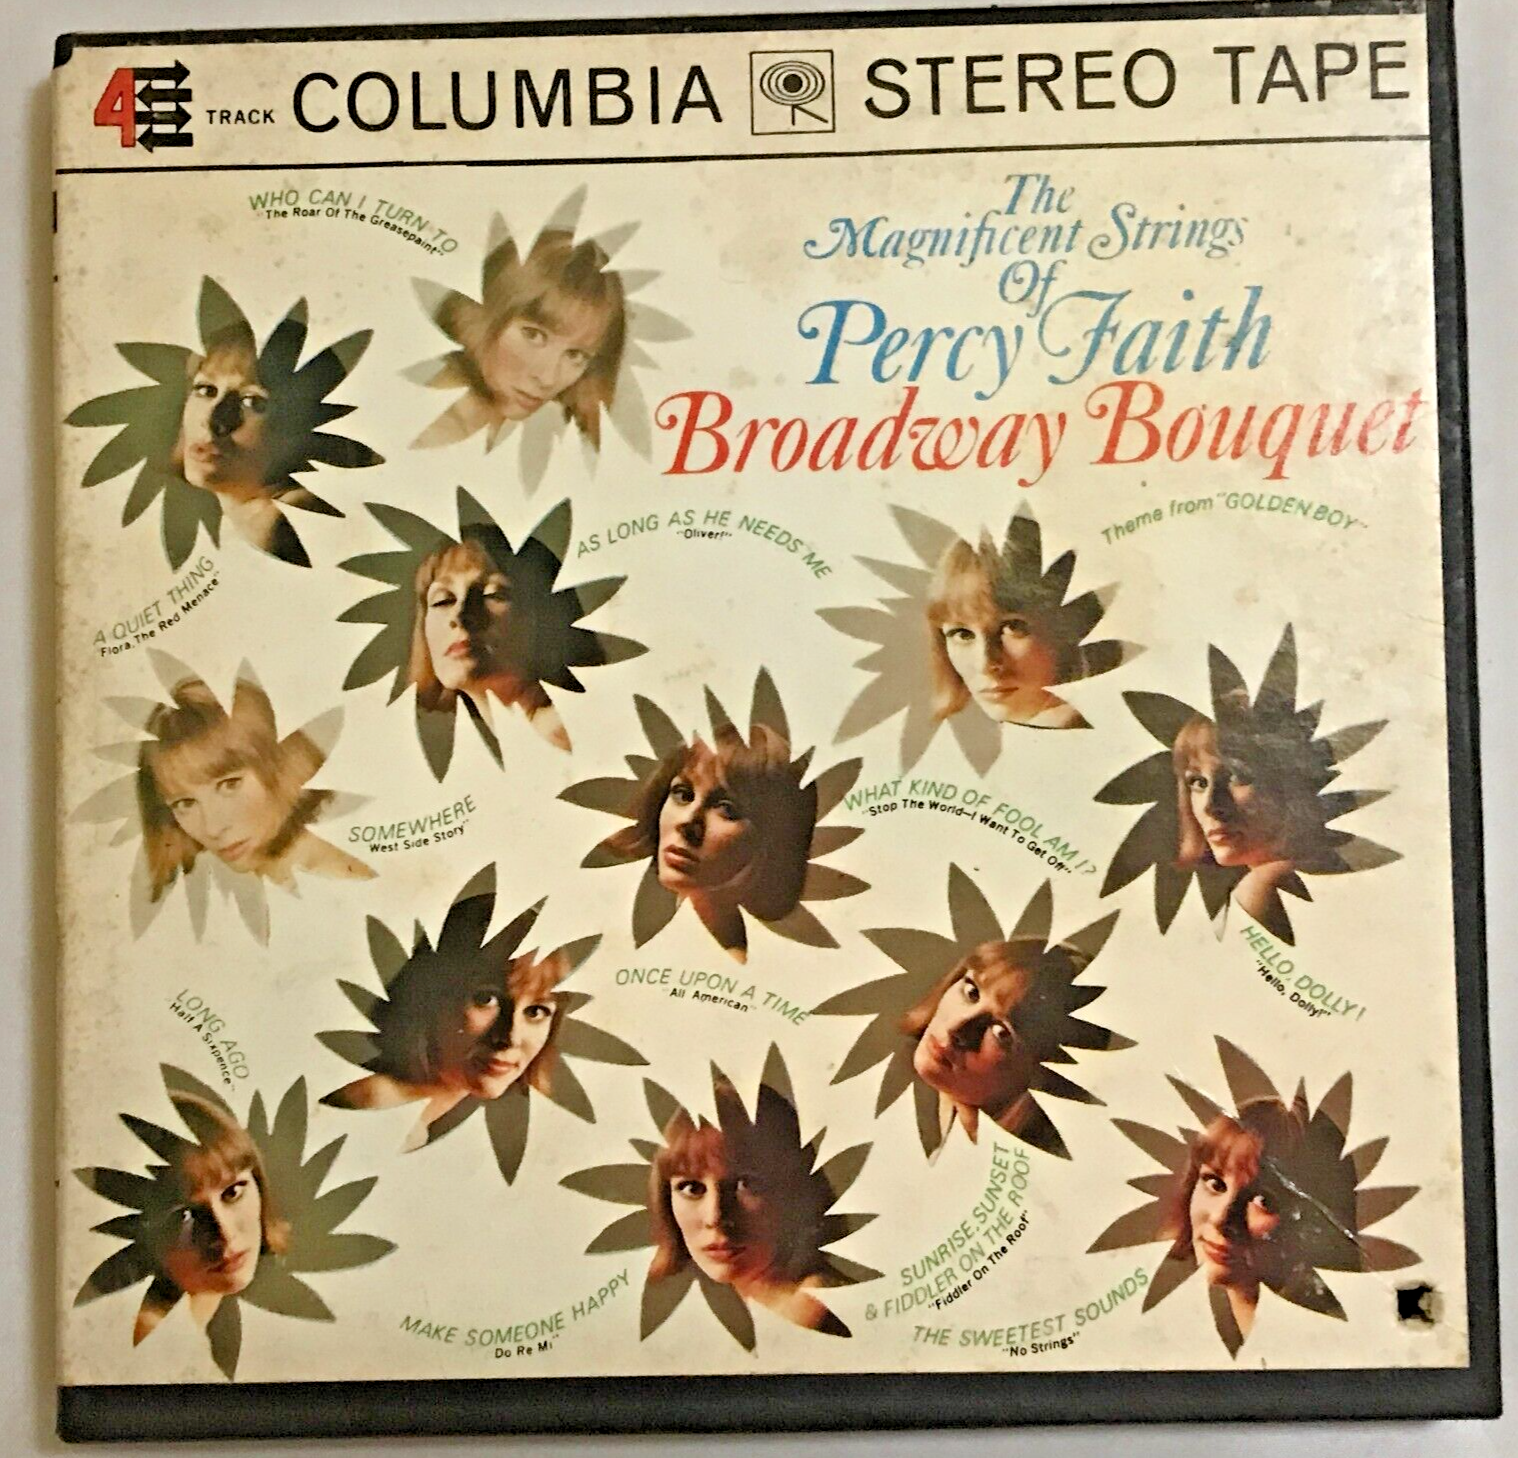 4 TRACK COLUMBIA STEREO TAPE
The
Magnificent Strings
Of
Percy Faith
Broadway Bouquet
WHO CAN I TURN TO
"The Roar Of The Greasepaint"
A QUIET THING
"Flora, The Red Menace"
AS LONG AS HE NEEDS ME
"Oliver!"
Theme from "GOLDEN BOY"
SOMEWHERE
West Side Story"
WHAT KIND OF FOOL AM I?
"Stop The World—I Want To Get Off"
HELLO, DOLLY!
"Hello, Dolly!"
LONG AGO
"Half A Sixpence"
ONCE UPON A TIME
"All American"
MAKE SOMEONE HAPPY
Do Re Mi"
SUNRISE, SUNSET
& FIDDLER ON THE ROOF
"Fiddler On The Roof"
THE SWEETEST SOUNDS
"No Strings"